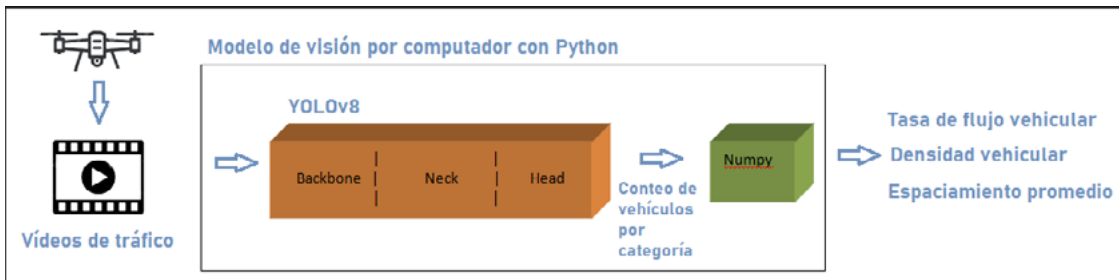 Modelo de visión por computador con Python
Vídeos de tráfico
YOLOv8
Backbone
Neck
Head
Conteo de
vehículos
por
categoría
Numpy
Tasa de flujo vehicular
Densidad vehicular
Espaciamiento promedio